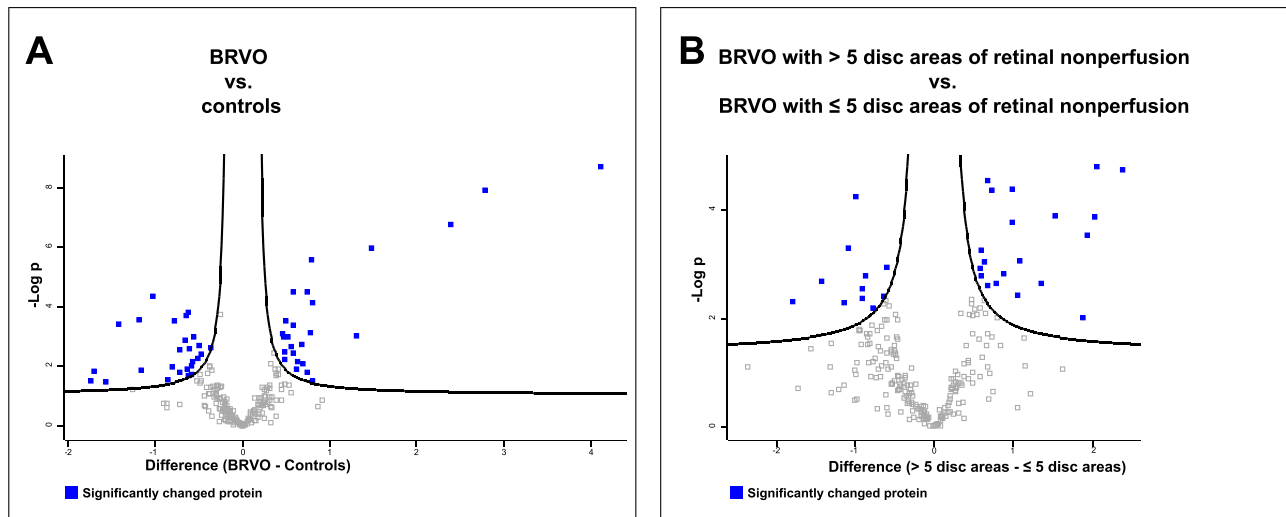 A
BRVO
vs.
controls
8
6
4
2
0
-Log p
-2
-1
0
1
2
3
4
Difference (BRVO - Controls)
Significantly changed protein
B
BRVO with > 5 disc areas of retinal nonperfusion
vs.
BRVO with ≤ 5 disc areas of retinal nonperfusion
4
2
0
-Log p
-2
-1
0
1
2
Difference (> 5 disc areas - ≤ 5 disc areas)
Significantly changed protein